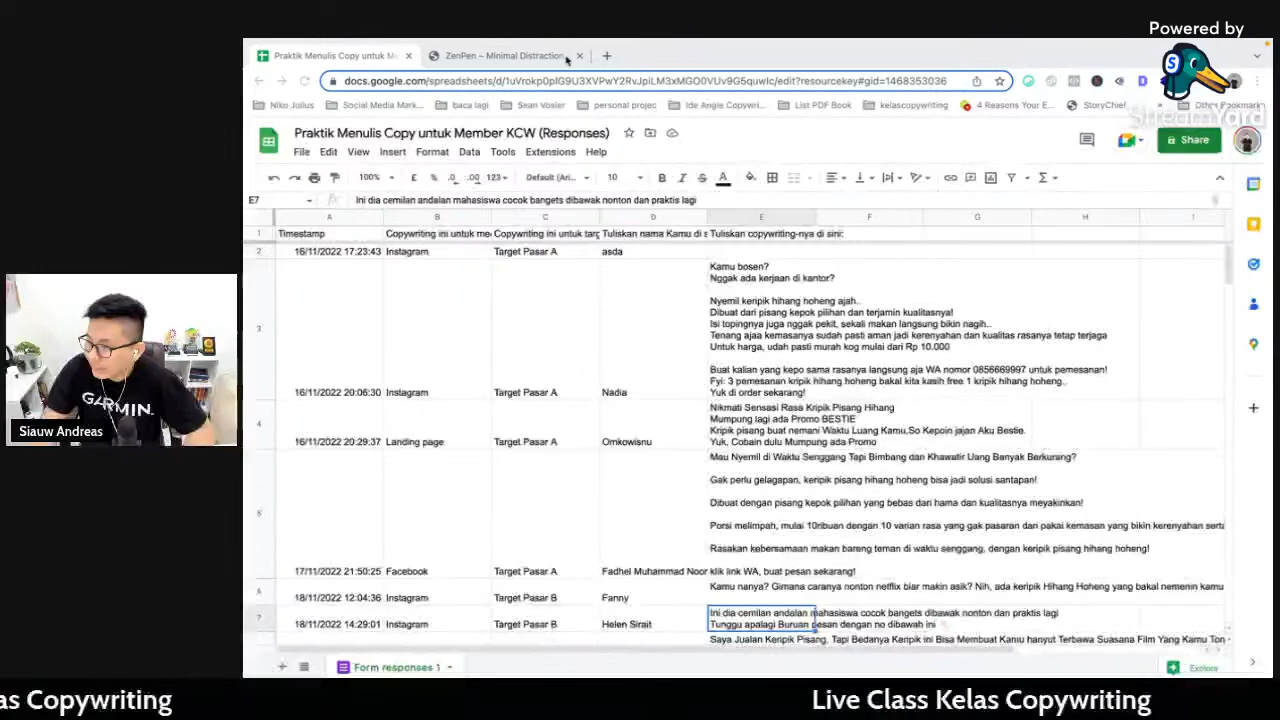 Powered by
StreamYard
Praktik Menulis Copy untuk Me
ZenPen – Minimal Distraction
docs.google.com/spreadsheets/d/1uVrokp0pIG9U3XVPwY2RvJpiLM3xMGO0VUv9G5quwIc/edit?resourcekey#gid=1468353036
Niko Julius
Social Media Mark...
baca lagi
Sean Vosler
personal projec
Ide Angle Copywri...
List PDF Book
kelascopywriting
4 Reasons Your E...
StoryChief
Other Bookmark
Praktik Menulis Copy untuk Member KCW (Responses)
File Edit View Insert Format Data Tools Extensions Help
Share
100% £ % .0 .00 123 Default (Ari... 10 B I S A
E7 fx Ini dia cemilan andalan mahasiswa cocok bangets dibawak nonton dan praktis lagi
A B C D E F G H I
1 Timestamp Copywriting ini untuk me Copywriting ini untuk targ Tuliskan nama Kamu di s Tuliskan copywriting-nya di sini:
2 16/11/2022 17:23:43 Instagram Target Pasar A asda
Kamu bosen?
Nggak ada kerjaan di kantor?
Nyemil keripik hihang hoheng ajah..
Dibuat dari pisang kepok pilihan dan terjamin kualitasnya!
Isi topingnya juga nggak pekit, sekali makan langsung bikin nagih..
3
Tenang ajaa kemasanya sudah pasti aman jadi kerenyahan dan kualitas rasanya tetap terjaga
Untuk harga, udah pasti murah kog mulai dari Rp 10.000
Buat kalian yang kepo sama rasanya langsung aja WA nomor 0856669997 untuk pemesanan!
Fyi: 3 pemesanan kripik hihang hoheng bakal kita kasih free 1 kripik hihang hoheng..
16/11/2022 20:06:30 Instagram Target Pasar A Nadia Yuk di order sekarang!
Nikmati Sensasi Rasa Kripik Pisang Hihang
Mumpung lagi ada Promo BESTIE
4
Kripik pisang buat nemani Waktu Luang Kamu,So Kepoin jajan Aku Bestie.
16/11/2022 20:29:37 Landing page Target Pasar A Omkowisnu Yuk, Cobain dulu Mumpung ada Promo
Mau Nyemil di Waktu Senggang Tapi Bimbang dan Khawatir Uang Banyak Berkurang?
Gak perlu gelagapan, keripik pisang hihang hoheng bisa jadi solusi santapan!
Dibuat dengan pisang kepok pilihan yang bebas dari hama dan kualitasnya meyakinkan!
5
Porsi melimpah, mulai 10ribuan dengan 10 varian rasa yang gak pasaran dan pakai kemasan yang bikin kerenyahan serta
Rasakan kebersamaan makan bareng teman di waktu senggang, dengan keripik pisang hihang hoheng!
17/11/2022 21:50:25 Facebook Target Pasar A Fadhel Muhammad Noor klik link WA, buat pesan sekarang!
Kamu nanya? Gimana caranya nonton netflix biar makin asik? Nih, ada keripik Hihang Hoheng yang bakal nemenin kamu
6
18/11/2022 12:04:36 Instagram Target Pasar B Fanny
Ini dia cemilan andalan mahasiswa cocok bangets dibawak nonton dan praktis lagi
7
18/11/2022 14:29:01 Instagram Target Pasar B Helen Sirait Tunggu apalagi Buruan pesan dengan no dibawah ini
Saya Jualan Keripik Pisang, Tapi Bedanya Keripik ini Bisa Membuat Kamu hanyut Terbawa Suasana Film Yang Kamu Ton
Form responses 1
Explore
GARMIN.
Siauw Andreas
as Copywriting
Live Class Kelas Copywriting